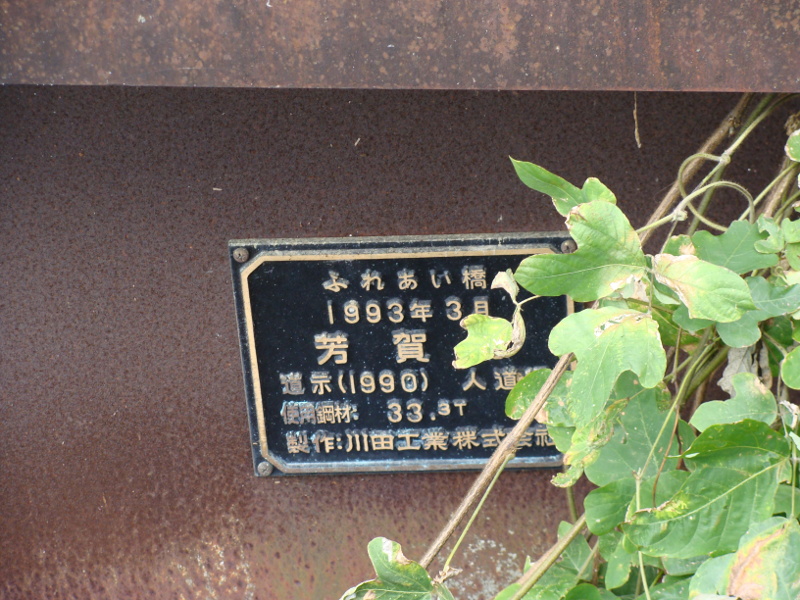 ふれあい橋
1993年3月
芳賀
道示(1990) 人道
使用鋼材: 33.3T
製作:川田工業株式会社